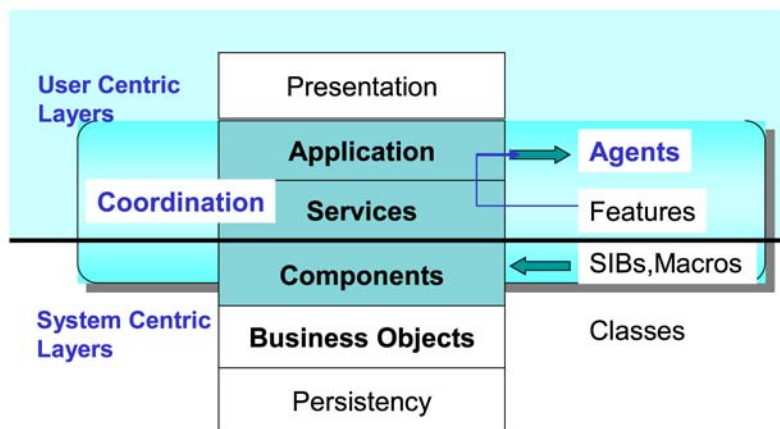 User Centric
Layers
Presentation
Application
Agents
Coordination
Services
Features
Components
SIBs,Macros
System Centric
Layers
Business Objects
Classes
Persistency